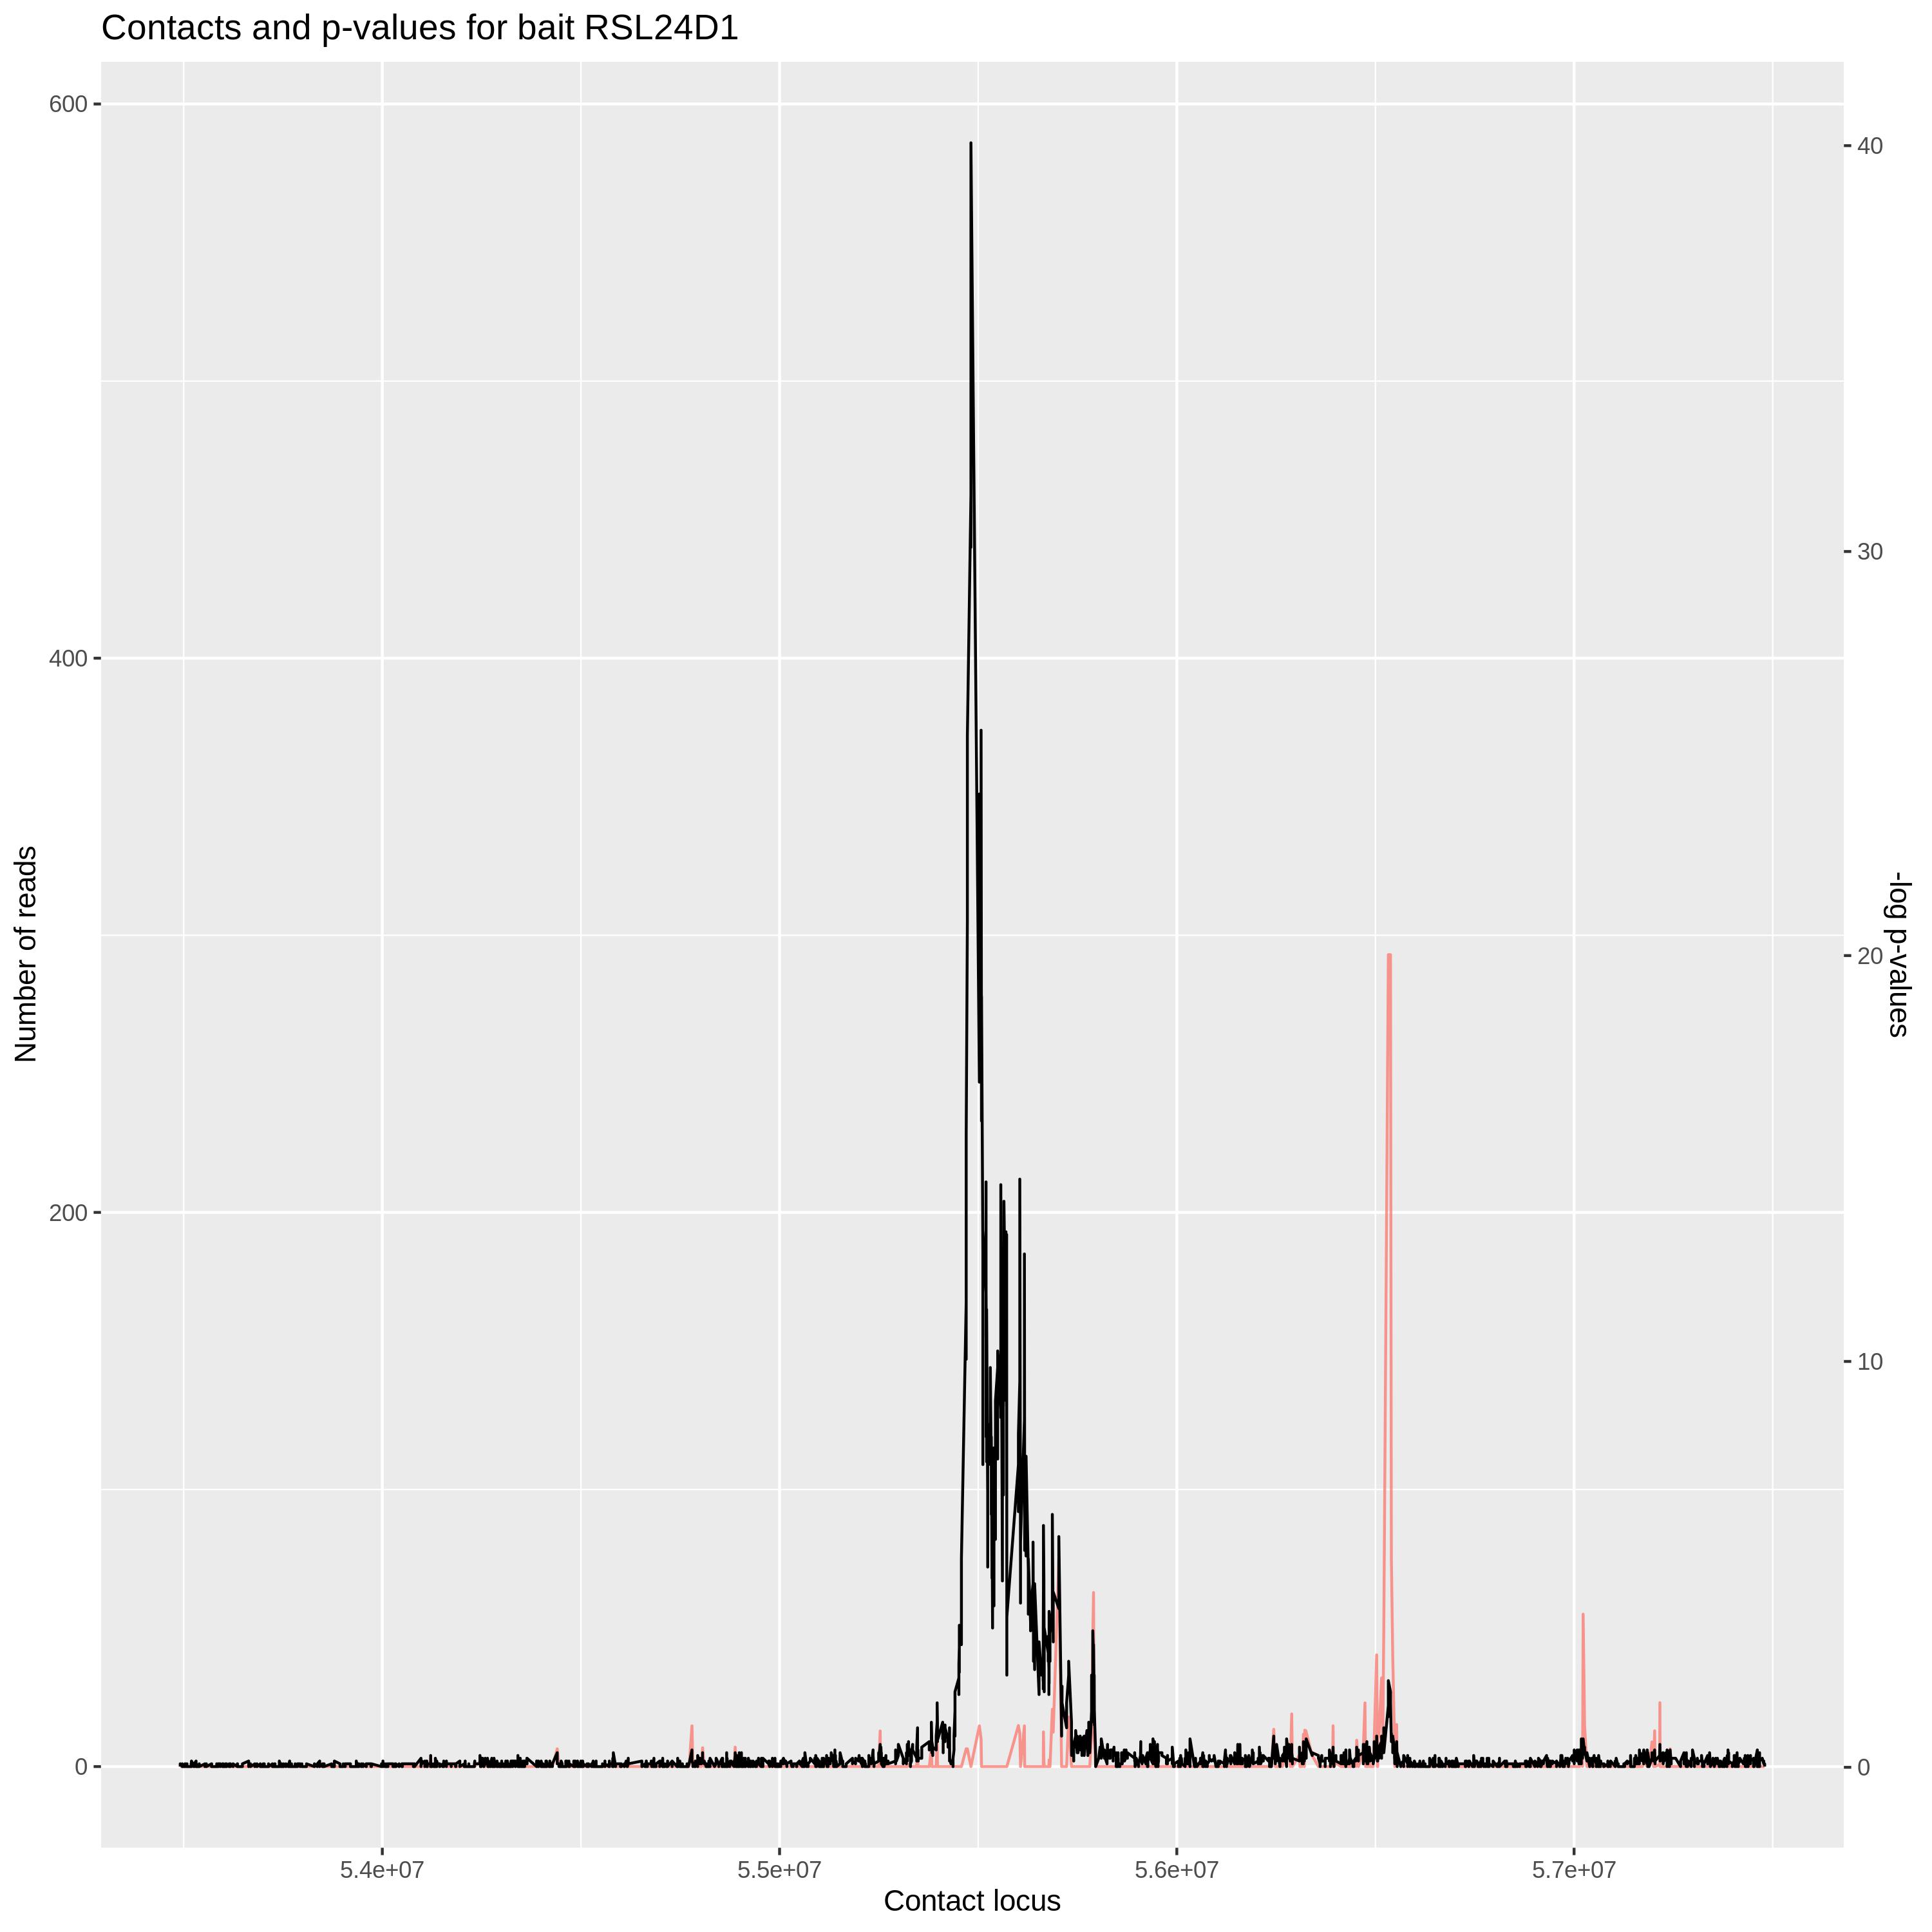 Contacts and p-values for bait RSL24D1
600
400
200
0
Number of reads
40
30
20
10
0
-log p-values
5.4e+07
5.5e+07
5.6e+07
5.7e+07
Contact locus